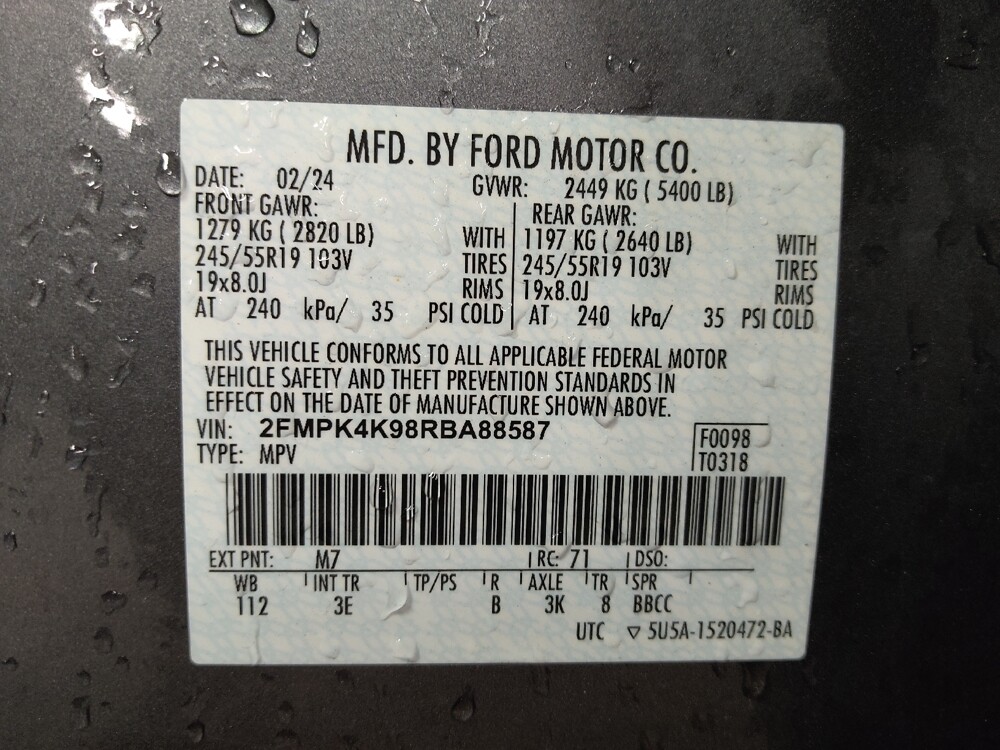 MFD. BY FORD MOTOR CO.
DATE: 02/24 GVWR: 2449 KG ( 5400 LB)
FRONT GAWR: REAR GAWR:
1279 KG ( 2820 LB) WITH 1197 KG ( 2640 LB) WITH
245/55R19 103V TIRES 245/55R19 103V TIRES
19x8.0J RIMS 19x8.0J RIMS
AT 240 kPa/ 35 PSI COLD AT 240 kPa/ 35 PSI COLD
THIS VEHICLE CONFORMS TO ALL APPLICABLE FEDERAL MOTOR
VEHICLE SAFETY AND THEFT PREVENTION STANDARDS IN
EFFECT ON THE DATE OF MANUFACTURE SHOWN ABOVE.
VIN: 2FMPK4K98RBA88587 F0098
TYPE: MPV T0318
EXT PNT: M7 RC: 71 DSO:
WB INT TR TP/PS R AXLE TR SPR
112 3E B 3K 8 BBCC
UTC ▽ 5U5A-1520472-BA